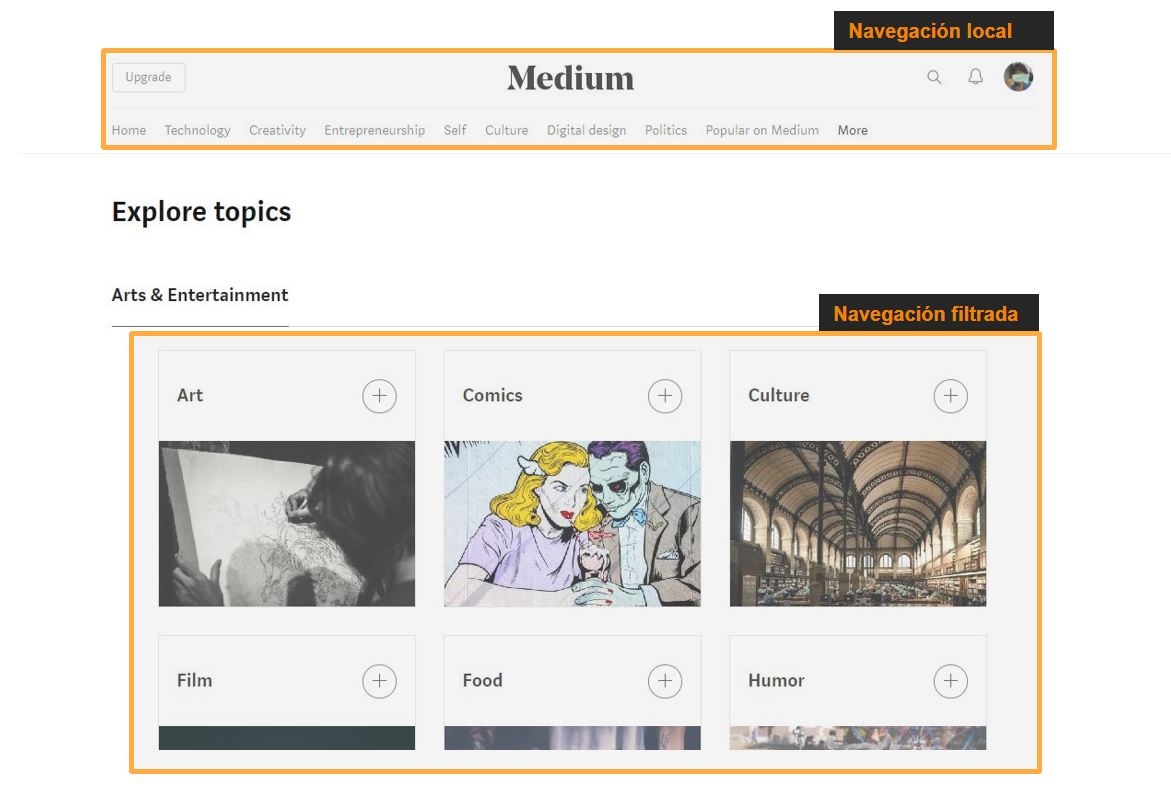 Navegación local
Upgrade
Medium
Home Technology Creativity Entrepreneurship Self Culture Digital design Politics Popular on Medium More
Explore topics
Arts & Entertainment
Navegación filtrada
Art Comics Culture
Film Food Humor